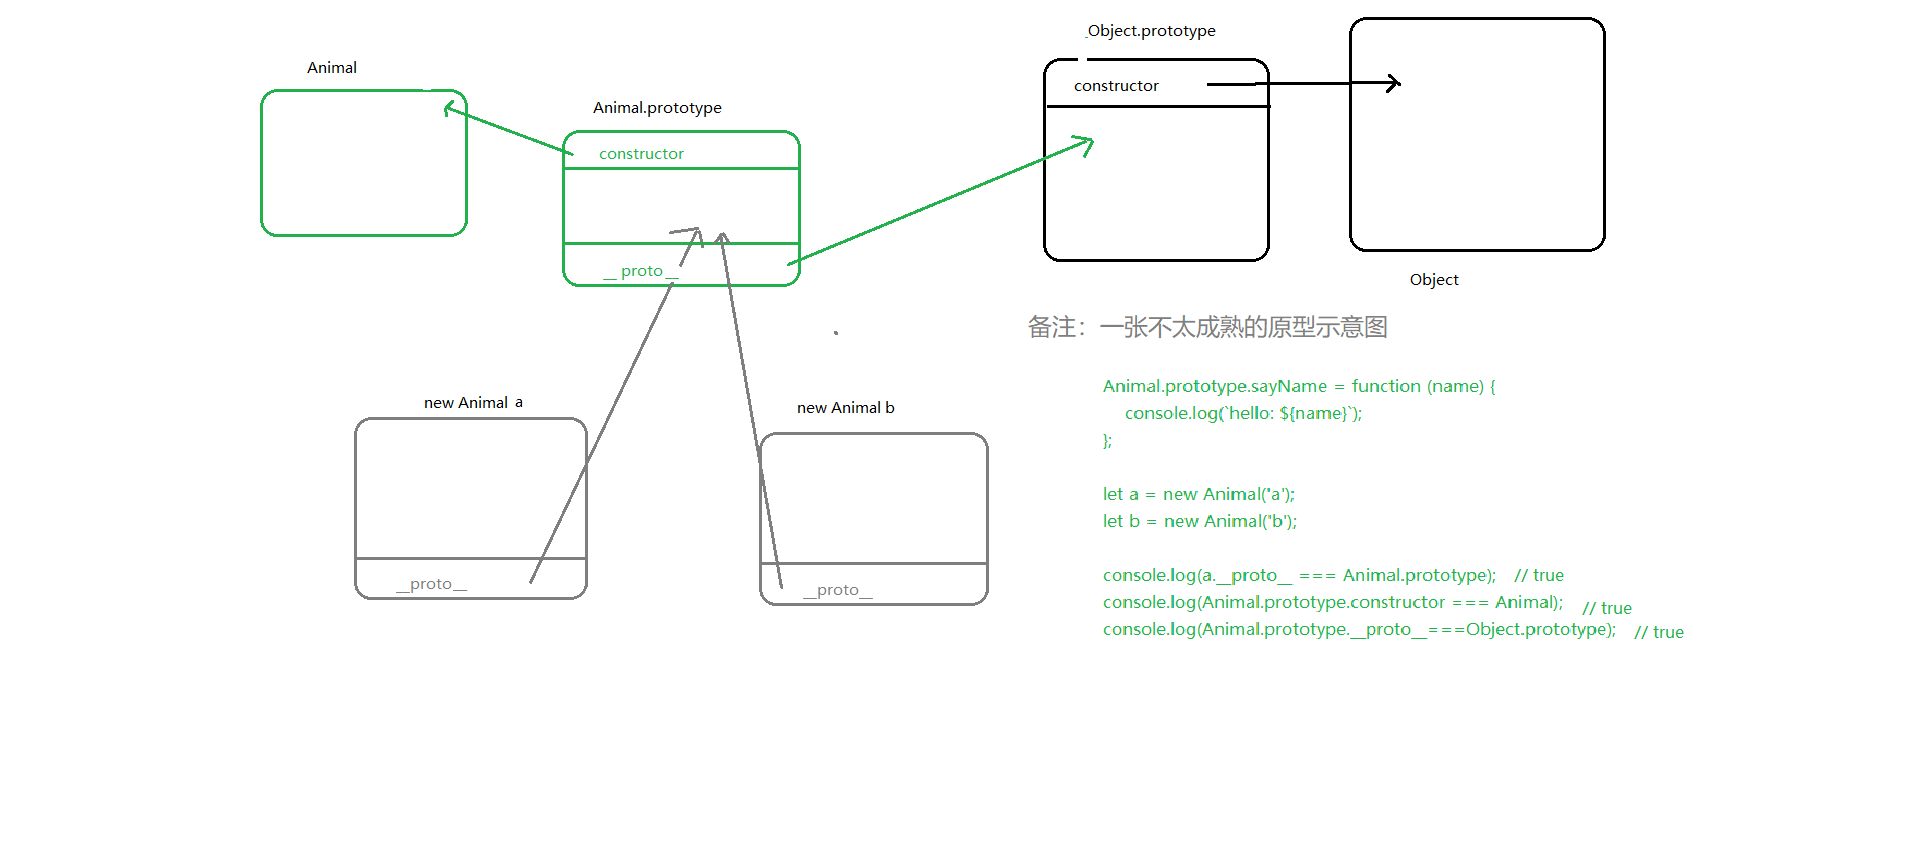 Animal
Animal.prototype
constructor
__ proto__
_Object.prototype
constructor
Object
new Animal a
__proto__
new Animal b
__proto__
备注：一张不太成熟的原型示意图
Animal.prototype.sayName = function (name) {
console.log(`hello: ${name}`);
};
let a = new Animal('a');
let b = new Animal('b');
console.log(a.__proto__ === Animal.prototype); // true
console.log(Animal.prototype.constructor === Animal); // true
console.log(Animal.prototype.__proto__===Object.prototype); // true